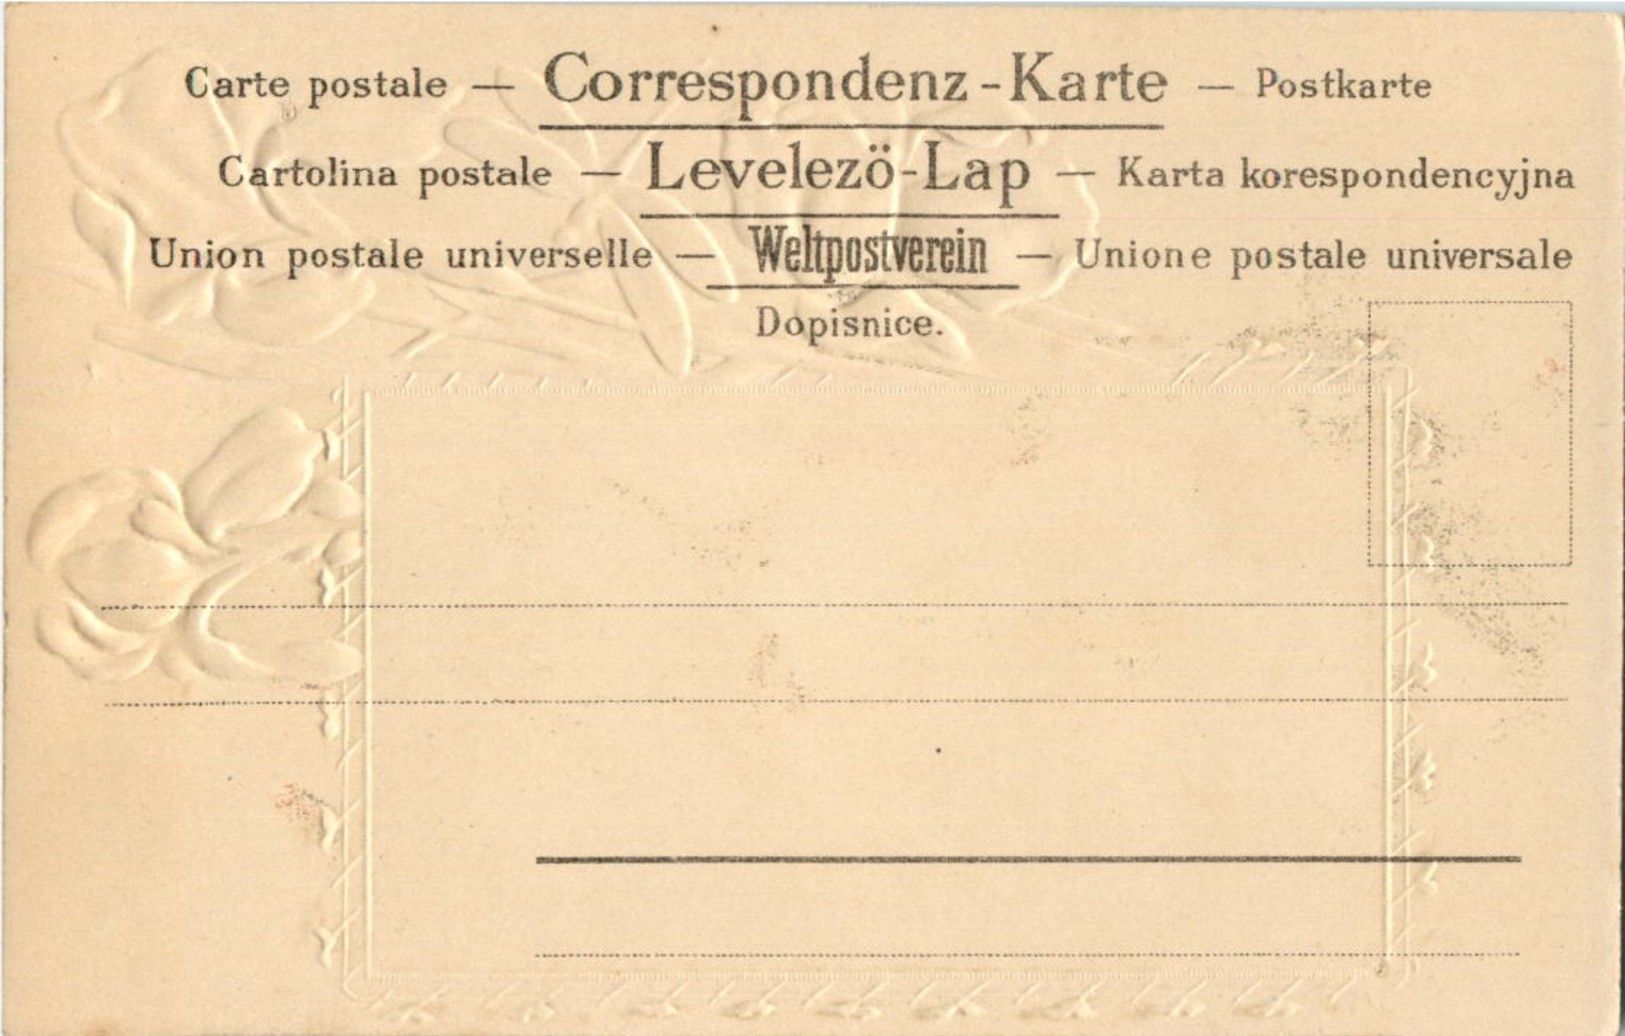 Carte postale — Correspondenz-Karte — Postkarte
Cartolina postale — Levelezö-Lap — Karta korespondencyjna
Union postale universelle — Weltpostverein — Unione postale universale
Dopisnice.